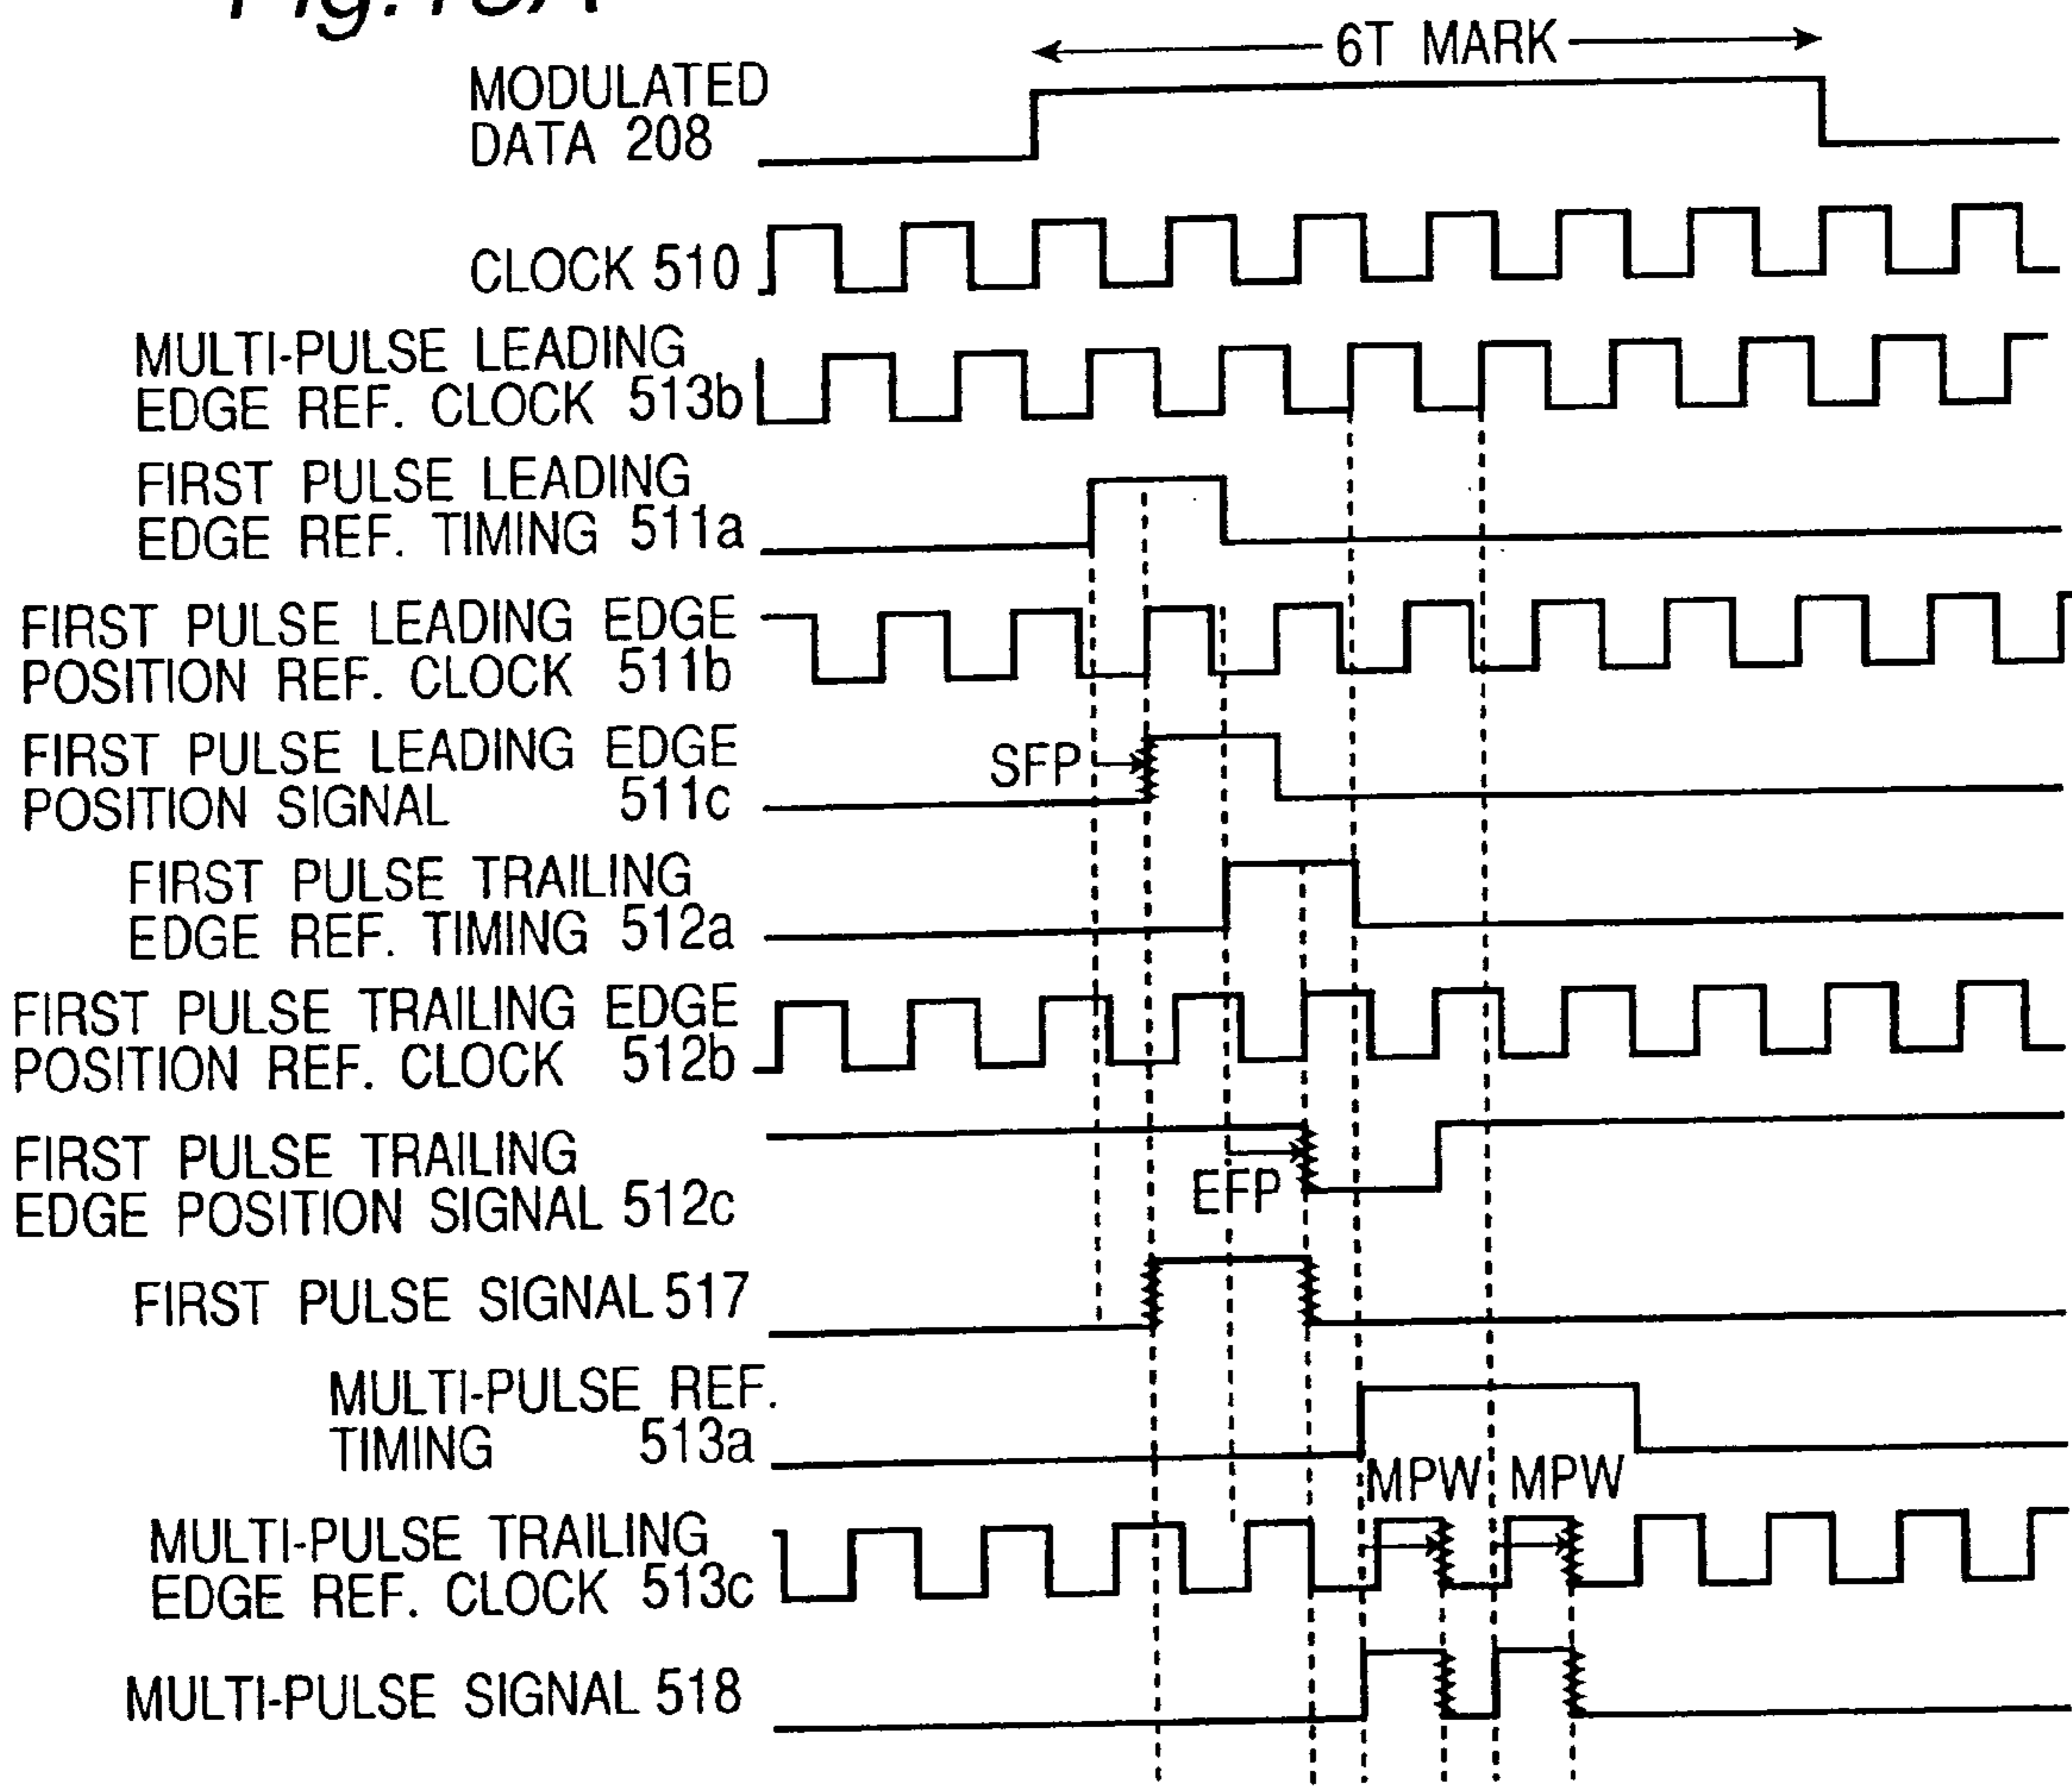 Fig.18A
6T MARK
MODULATED
DATA 208
CLOCK 510
MULTI-PULSE LEADING
EDGE REF. CLOCK 513b
FIRST PULSE LEADING
EDGE REF. TIMING 511a
FIRST PULSE LEADING EDGE
POSITION REF. CLOCK 511b
FIRST PULSE LEADING EDGE
POSITION SIGNAL 511c
SFP
FIRST PULSE TRAILING
EDGE REF. TIMING 512a
FIRST PULSE TRAILING EDGE
POSITION REF. CLOCK 512b
FIRST PULSE TRAILING
EDGE POSITION SIGNAL 512c
EFP
FIRST PULSE SIGNAL 517
MULTI-PULSE REF.
TIMING 513a
MPW MPW
MULTI-PULSE TRAILING
EDGE REF. CLOCK 513c
MULTI-PULSE SIGNAL 518